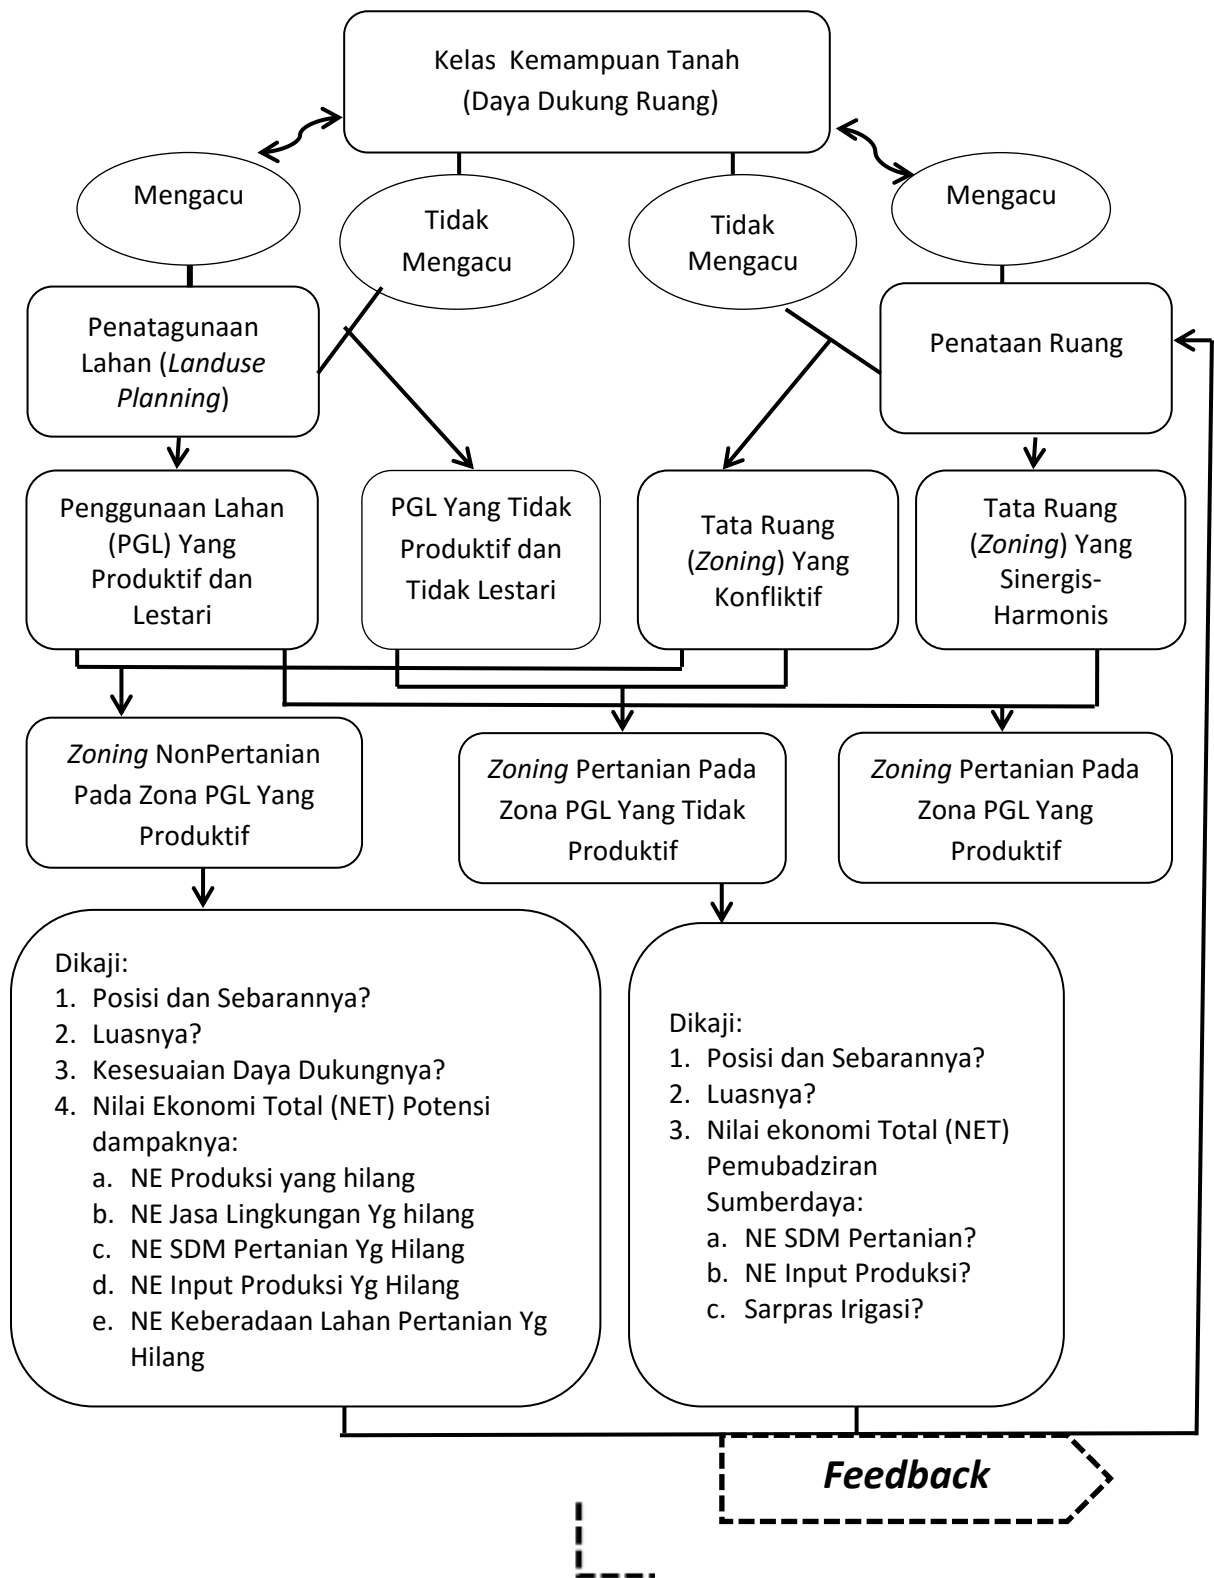 Kelas Kemampuan Tanah
(Daya Dukung Ruang)
Mengacu
Tidak
Mengacu
Tidak
Mengacu
Mengacu
Penatagunaan
Lahan (Landuse
Planning)
Penataan Ruang
Penggunaan Lahan
(PGL) Yang
Produktif dan
Lestari
PGL Yang Tidak
Produktif dan
Tidak Lestari
Tata Ruang
(Zoning) Yang
Konfliktif
Tata Ruang
(Zoning) Yang
Sinergis-
Harmonis
Zoning NonPertanian
Pada Zona PGL Yang
Produktif
Zoning Pertanian Pada
Zona PGL Yang Tidak
Produktif
Zoning Pertanian Pada
Zona PGL Yang
Produktif
Dikaji:
1. Posisi dan Sebarannya?
2. Luasnya?
3. Kesesuaian Daya Dukungnya?
4. Nilai Ekonomi Total (NET) Potensi
dampaknya:
a. NE Produksi yang hilang
b. NE Jasa Lingkungan Yg hilang
c. NE SDM Pertanian Yg Hilang
d. NE Input Produksi Yg Hilang
e. NE Keberadaan Lahan Pertanian Yg
Hilang
Dikaji:
1. Posisi dan Sebarannya?
2. Luasnya?
3. Nilai ekonomi Total (NET)
Pemubadziran
Sumberdaya:
a. NE SDM Pertanian?
b. NE Input Produksi?
c. Sarpras Irigasi?
Feedback